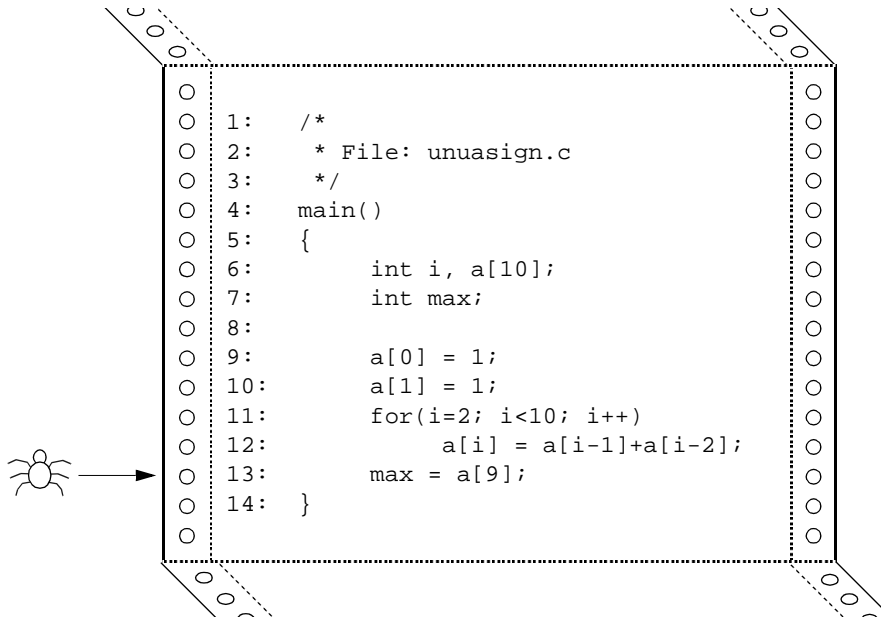 1: /*
2: * File: unuasign.c
3: */
4: main()
5: {
6: int i, a[10];
7: int max;
8:
9: a[0] = 1;
10: a[1] = 1;
11: for(i=2; i<10; i++)
12: a[i] = a[i-1]+a[i-2];
13: max = a[9];
14: }